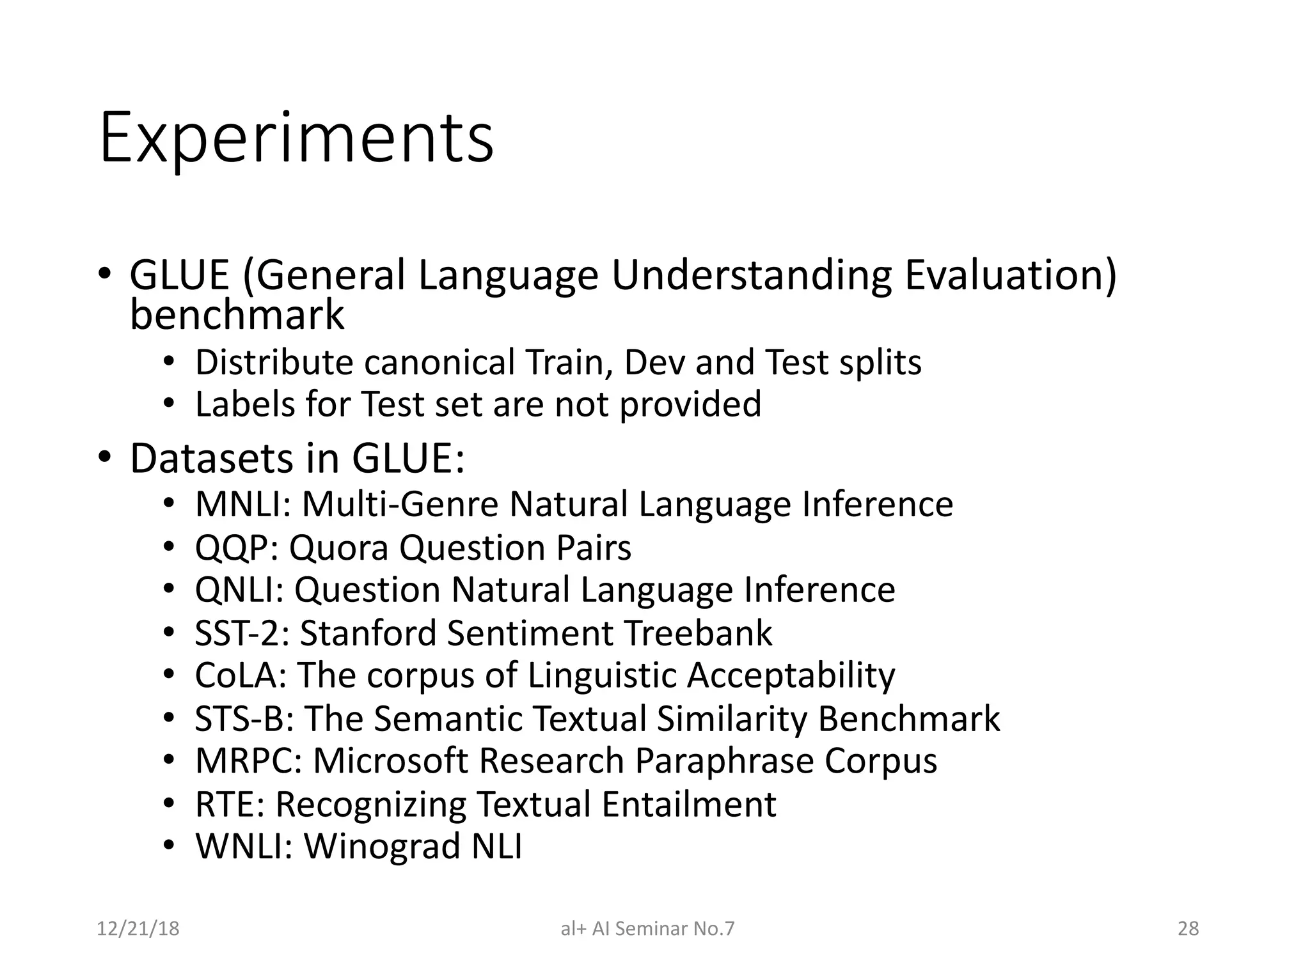 Experiments
• GLUE (General Language Understanding Evaluation)
benchmark
• Distribute canonical Train, Dev and Test splits
• Labels for Test set are not provided
• Datasets in GLUE:
• MNLI: Multi-Genre Natural Language Inference
• QQP: Quora Question Pairs
• QNLI: Question Natural Language Inference
• SST-2: Stanford Sentiment Treebank
• CoLA: The corpus of Linguistic Acceptability
• STS-B: The Semantic Textual Similarity Benchmark
• MRPC: Microsoft Research Paraphrase Corpus
• RTE: Recognizing Textual Entailment
• WNLI: Winograd NLI
12/21/18
al+ AI Seminar No.7
28